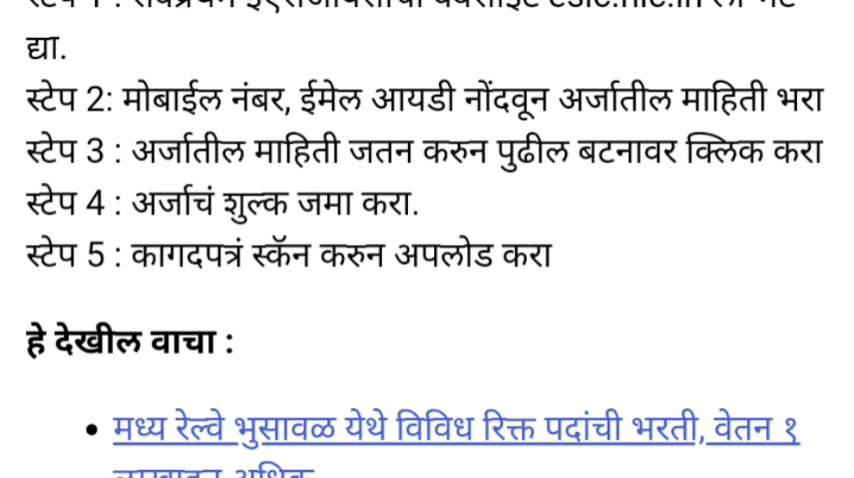 द्या.
स्टेप 2: मोबाईल नंबर, ईमेल आयडी नोंदवून अर्जातील माहिती भरा
स्टेप 3 : अर्जातील माहिती जतन करुन पुढील बटनावर क्लिक करा
स्टेप 4 : अर्जाचं शुल्क जमा करा.
स्टेप 5 : कागदपत्रं स्कॅन करुन अपलोड करा
हे देखील वाचा :
• मध्य रेल्वे भुसावळ येथे विविध रिक्त पदांची भरती, वेतन १